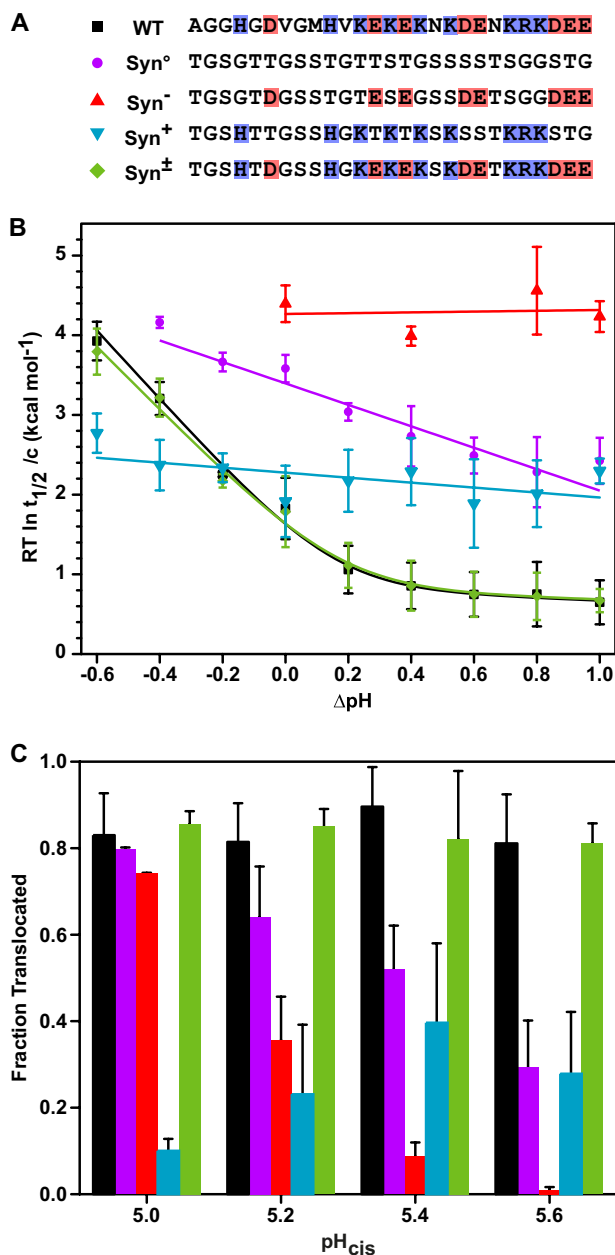 A
WT AGGHGDVGMHVKEKEKNKDENKRKDEE
Syn° TGSGTTGSSTGTTSTGSSSSTSGGSTG
Syn⁻ TGSGTDGSSTGTESEGSSDETSGGDEE
Syn⁺ TGSHTTGSSHGKTKTKSKSSTKRKSTG
Syn± TGSHTDGSSHGKEKEKSKDETKRKDEE
B
RT ln t1/2 /c (kcal mol⁻¹)
5
4
3
2
1
0
-0.6 -0.4 -0.2 0.0 0.2 0.4 0.6 0.8 1.0
ΔpH
C
Fraction Translocated
1.0
0.8
0.6
0.4
0.2
0.0
5.0 5.2 5.4 5.6
pHcis